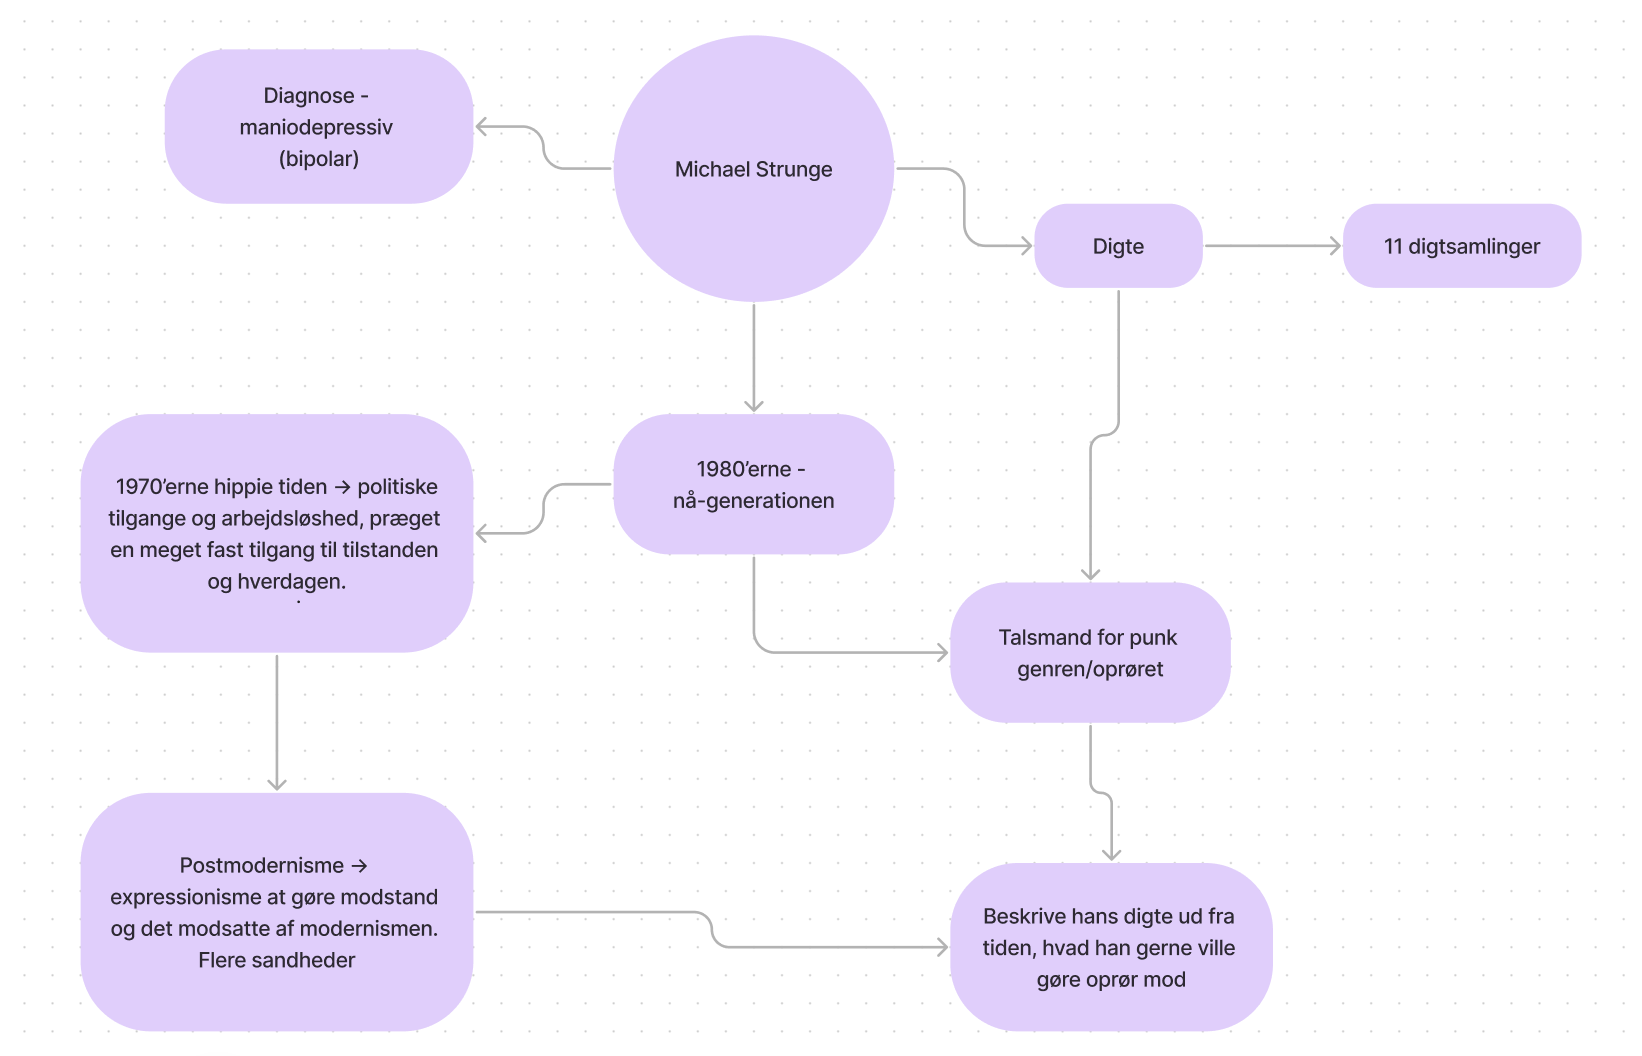 Diagnose -
maniodepressiv
(bipolar)
Michael Strunge
Digte
11 digtsamlinger
1980’erne -
nå-generationen
1970’erne hippie tiden → politiske
tilgange og arbejdsløshed, præget
en meget fast tilgang til tilstanden
og hverdagen.
.
Talsmand for punk
genren/oprøret
Postmodernisme →
expressionisme at gøre modstand
og det modsatte af modernismen.
Flere sandheder
Beskrive hans digte ud fra
tiden, hvad han gerne ville
gøre oprør mod